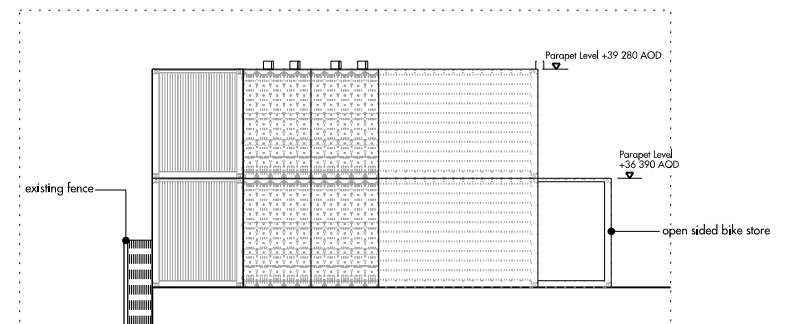 Parapet Level +39 280 AOD
Parapet Level
+36 390 AOD
existing fence
open sided bike store